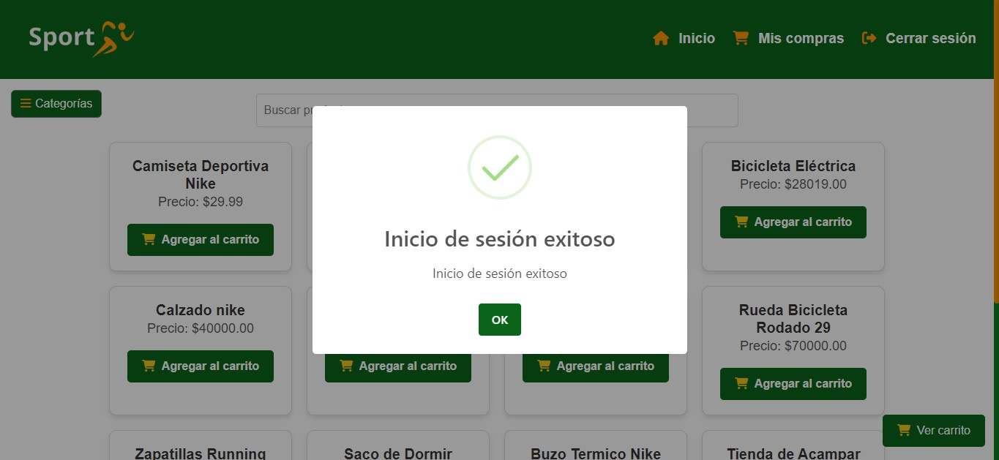 Sport
Inicio
Mis compras
Cerrar sesión
Categorías
Buscar
Camiseta Deportiva
Nike
Precio: $29.99
Agregar al carrito
Bicicleta Eléctrica
Precio: $28019.00
Agregar al carrito
Inicio de sesión exitoso
Inicio de sesión exitoso
OK
Calzado nike
Precio: $40000.00
Agregar al carrito
Agregar al carrito
Agregar al carrito
Rueda Bicicleta
Rodado 29
Precio: $70000.00
Agregar al carrito
Ver carrito
Zapatillas Running
Saco de Dormir
Buzo Termico Nike
Tienda de Acampar